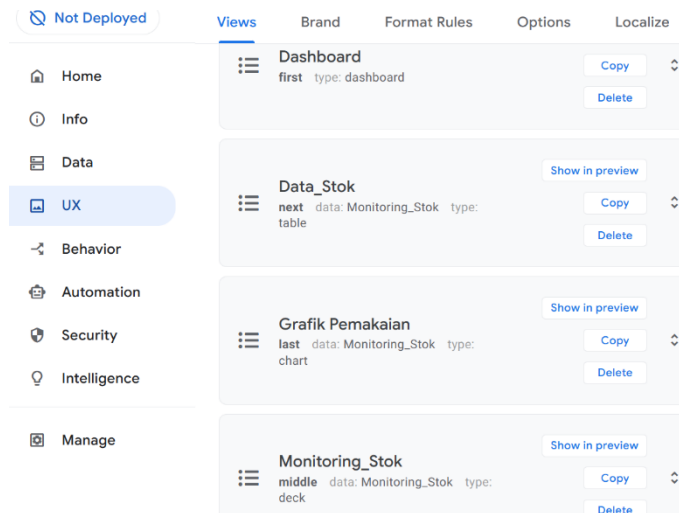 Not Deployed
Home
Info
Data
UX
Behavior
Automation
Security
Intelligence
Manage
Views Brand Format Rules Options Localize
Dashboard
first type: dashboard
Copy
Delete
Show in preview
Data_Stok
next data: Monitoring_Stok type:
table
Copy
Delete
Show in preview
Grafik Pemakaian
last data: Monitoring_Stok type:
chart
Copy
Delete
Show in preview
Monitoring_Stok
middle data: Monitoring_Stok type:
deck
Copy
Delete